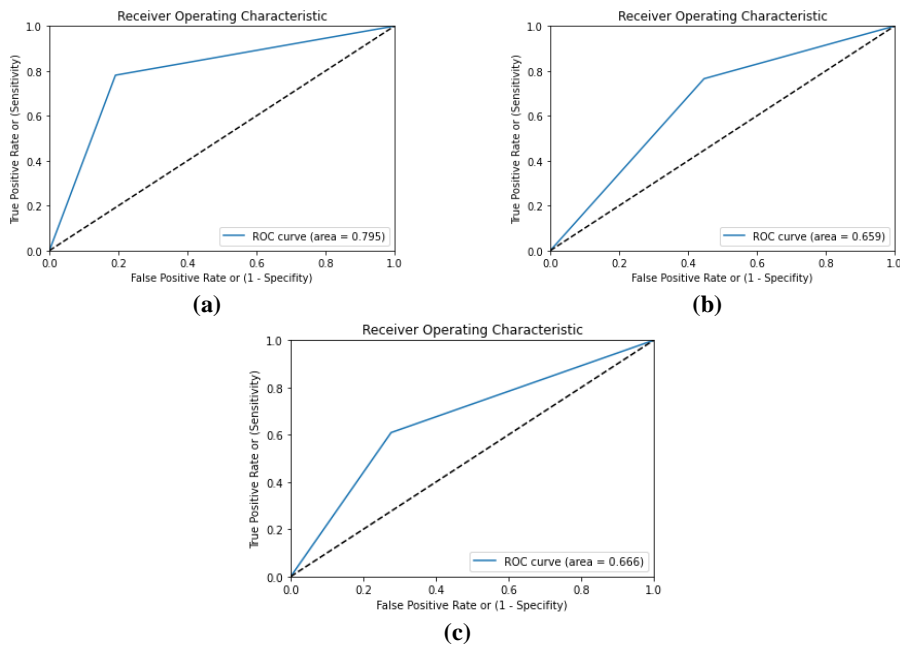 Receiver Operating Characteristic
1.0
0.8
0.6
0.4
0.2
0.0
True Positive Rate or (Sensitivity)
ROC curve (area = 0.795)
0.0 0.2 0.4 0.6 0.8 1.0
False Positive Rate or (1 - Specifity)
(a)
Receiver Operating Characteristic
1.0
0.8
0.6
0.4
0.2
0.0
True Positive Rate or (Sensitivity)
ROC curve (area = 0.659)
0.0 0.2 0.4 0.6 0.8 1.0
False Positive Rate or (1 - Specifity)
(b)
Receiver Operating Characteristic
1.0
0.8
0.6
0.4
0.2
0.0
True Positive Rate or (Sensitivity)
ROC curve (area = 0.666)
0.0 0.2 0.4 0.6 0.8 1.0
False Positive Rate or (1 - Specifity)
(c)